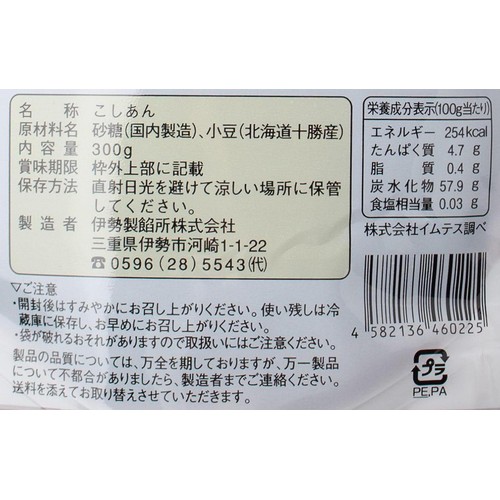 名称 こしあん
原材料名 砂糖(国内製造)、小豆(北海道十勝産)
内容量 300g
賞味期限 枠外上部に記載
保存方法 直射日光を避けて涼しい場所に保管
してください。
製造者 伊勢製餡所株式会社
三重県伊勢市河崎1-1-22
☎0596(28)5543(代)
栄養成分表示(100g当たり)
エネルギー 254kcal
たんぱく質 4.7g
脂質 0.4g
炭水化物 57.9g
食塩相当量 0.03g
株式会社イムテス調べ
▽ご注意
・開封後はすみやかにお召し上がりください。使い残しは冷
蔵庫に保存し、お早めにお召し上がりください。
・袋が破れるおそれがありますので取扱いにはご注意ください。
製品の品質については、万全を期しておりますが、万一製品
について不都合がありましたら、製造者までご連絡ください。
送料を添えてお取り替えさせていただきます。
4 582136 460225
プラ
PE,PA